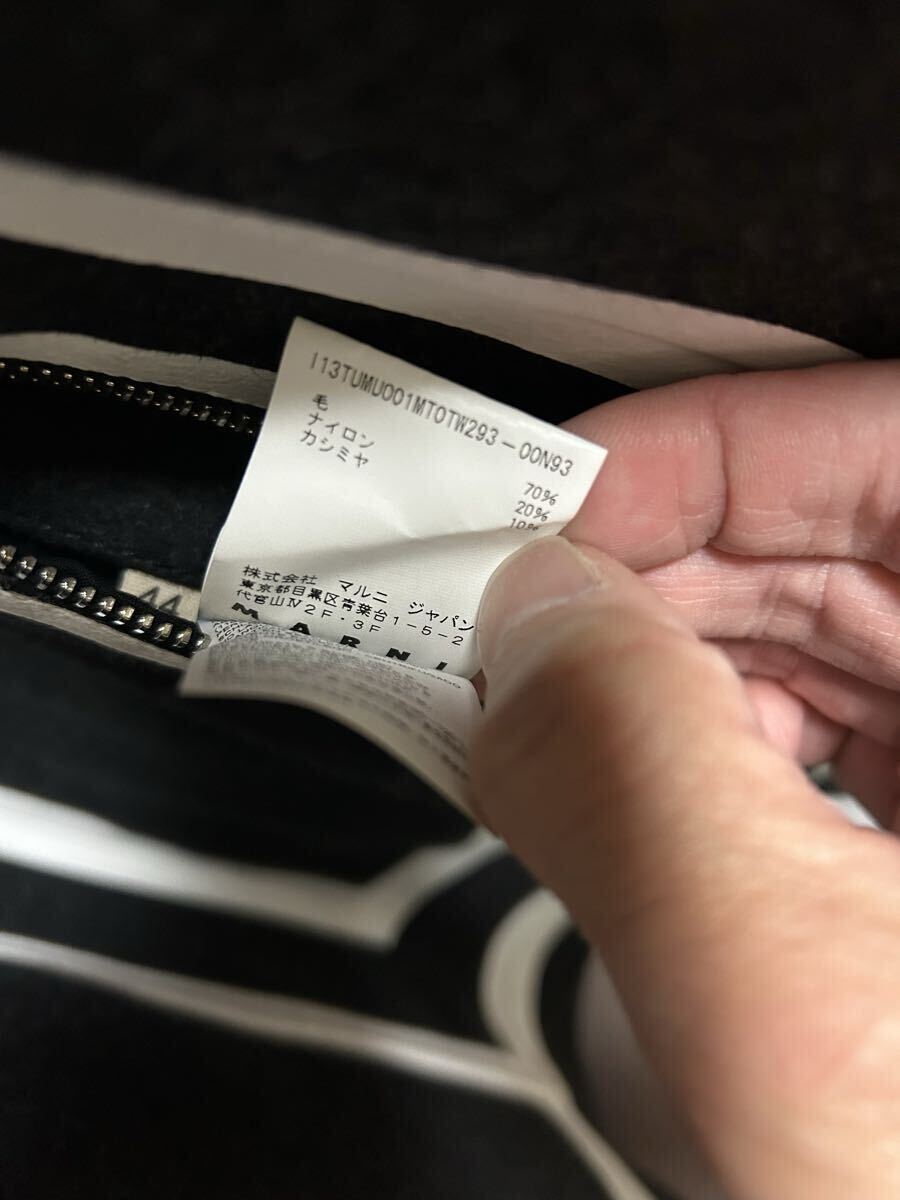 I13TUMU001MTOTW293-00N93
毛 70%
ナイロン 20%
カシミヤ 10%
株式会社 マルニ ジャパン
東京都目黒区青葉台1-5-2
代官山Ⅳ2F・3F
MARNI
44